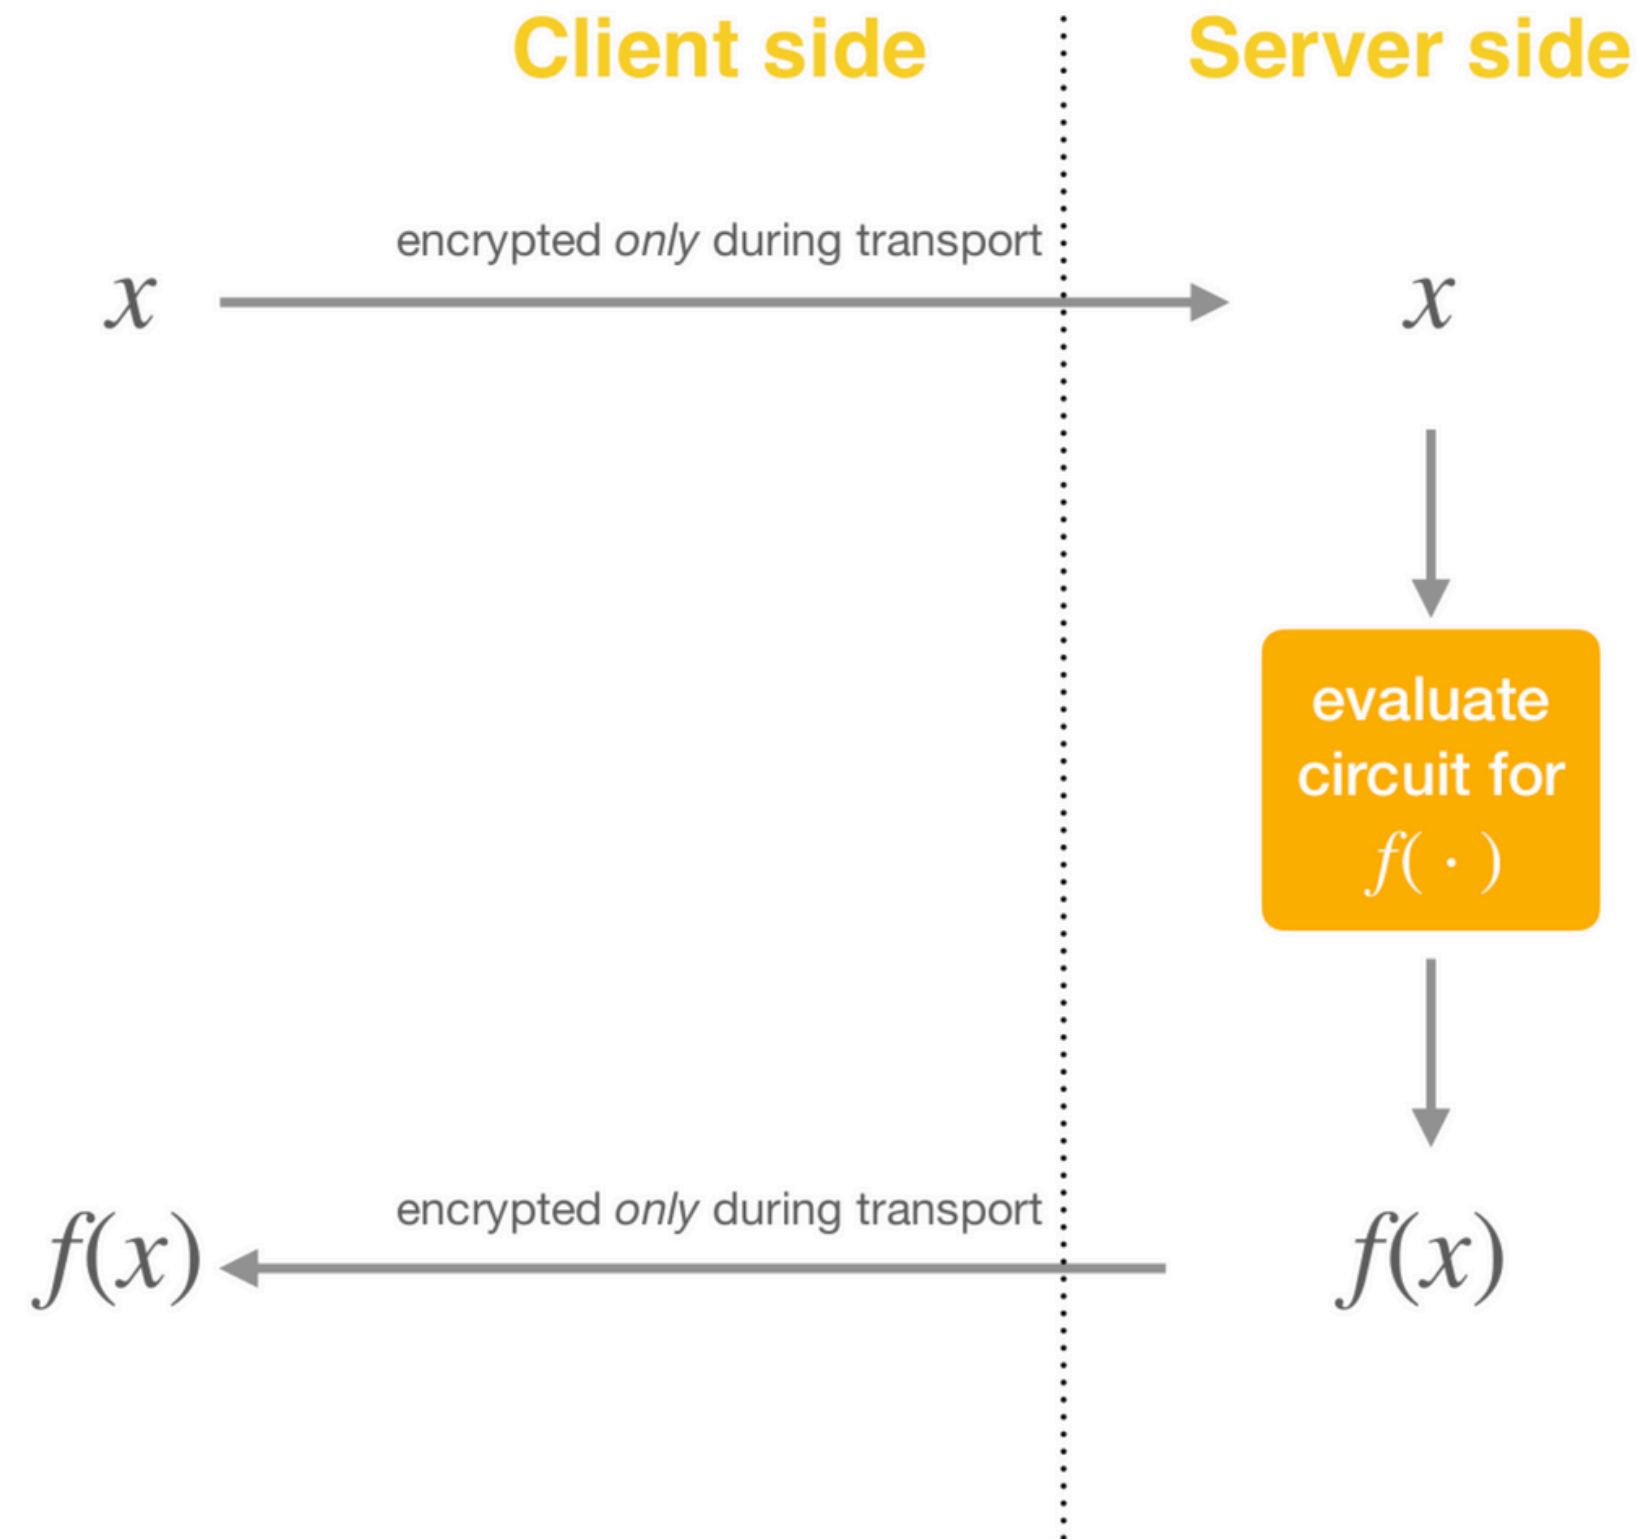 Client side
Server side
encrypted only during transport
x
x
evaluate
circuit for
f( · )
encrypted only during transport
f(x)
f(x)